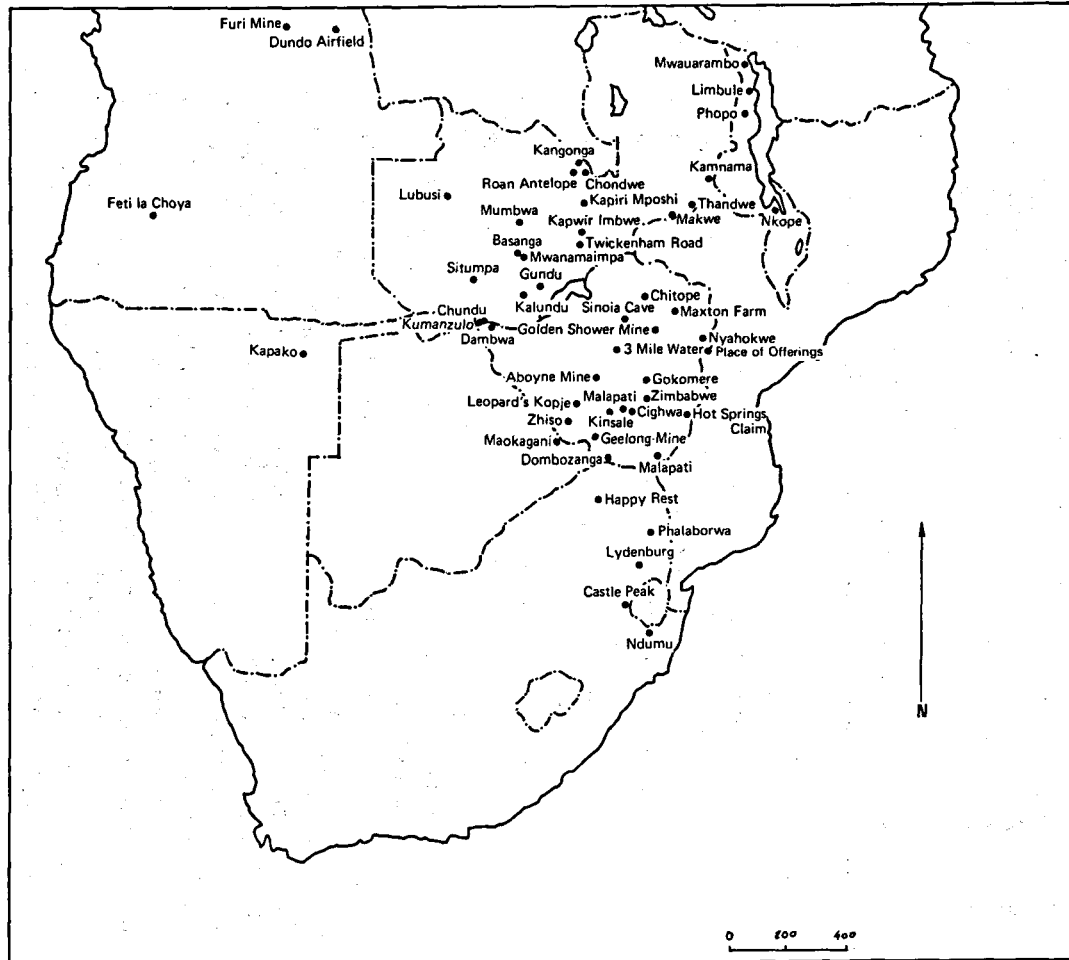 Furi Mine
Dundo Airfield
Mwauarambo
Limbule
Phopo
Kangonga
Kamnama
Roan Antelope
Chondwe
Lubusi
Kapiri Mposhi
Thandwe
Feti la Choya
Makwe
Nkope
Mumbwa
Kapwir Imbwe
Twickenham Road
Basanga
Mwanamaimpa
Situmpa
Gundu
Kalundu
Chitope
Sinoia Cave
Maxton Farm
Chundu
Kumanzulo
Dambwa
Golden Shower Mine
Nyahokwe
Kapako
3 Mile Water
Place of Offerings
Aboyne Mine
Gokomere
Leopard's Kopje
Malapati
Zimbabwe
Zhiso
Kinsale
Cighwa
Hot Springs
Claim
Maokagani
Geelong Mine
Dombozanga
Malapati
Happy Rest
Phalaborwa
Lydenburg
Castle Peak
Ndumu
N
0 200 400